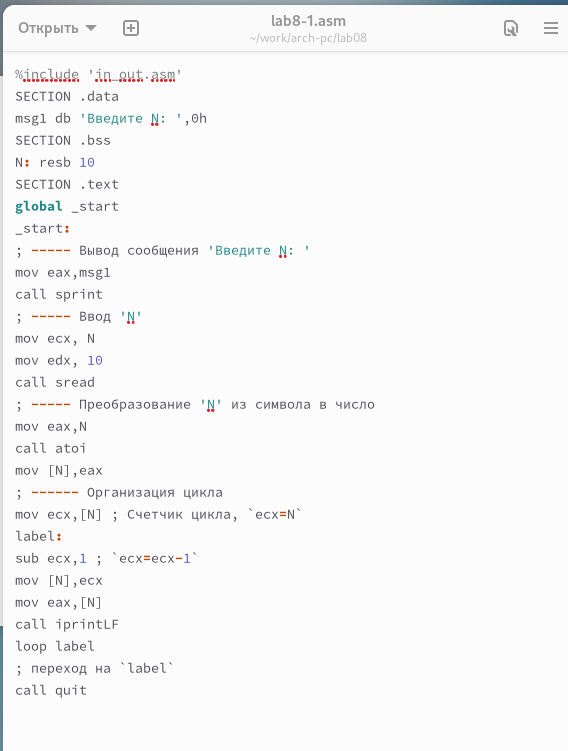 Открыть
lab8-1.asm
~/work/arch-pc/lab08
%include 'in_out.asm'
SECTION .data
msg1 db 'Введите N: ',0h
SECTION .bss
N: resb 10
SECTION .text
global _start
_start:
; ----- Вывод сообщения 'Введите N: '
mov eax,msg1
call sprint
; ----- Ввод 'N'
mov ecx, N
mov edx, 10
call sread
; ----- Преобразование 'N' из символа в число
mov eax,N
call atoi
mov [N],eax
; ------ Организация цикла
mov ecx,[N] ; Счетчик цикла, `ecx=N`
label:
sub ecx,1 ; `ecx=ecx-1`
mov [N],ecx
mov eax,[N]
call iprintLF
loop label
; переход на `label`
call quit